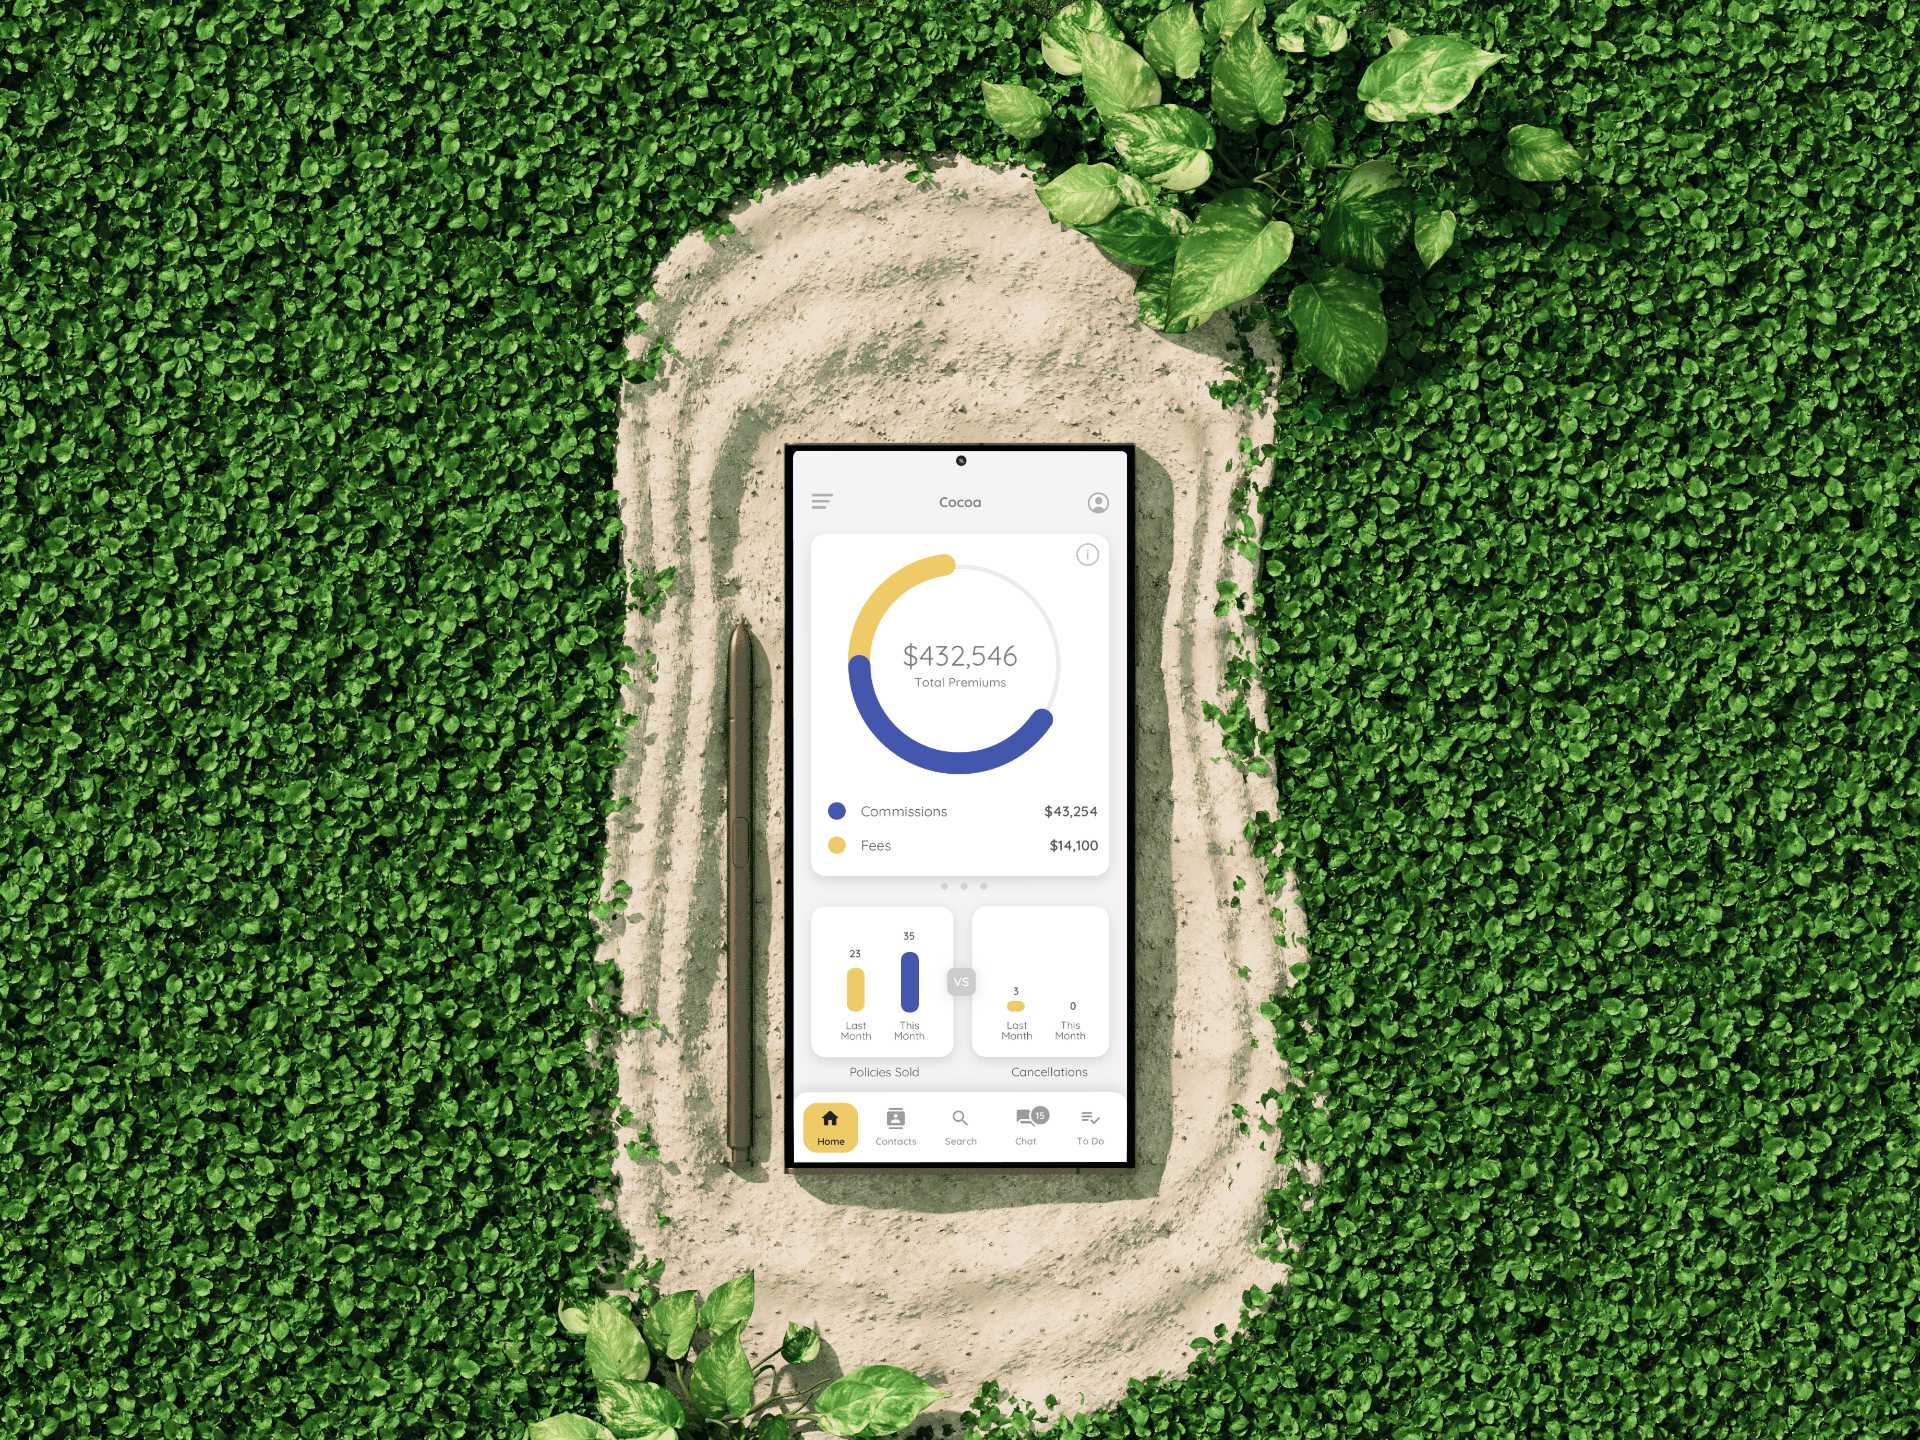 Cocoa
$432,546
Total Premiums
Commissions $43,254
Fees $14,100
23
35
Last Month
This Month
VS
3
0
Last Month
This Month
Policies Sold
Cancellations
Home
Contacts
Search
15
Chat
To Do